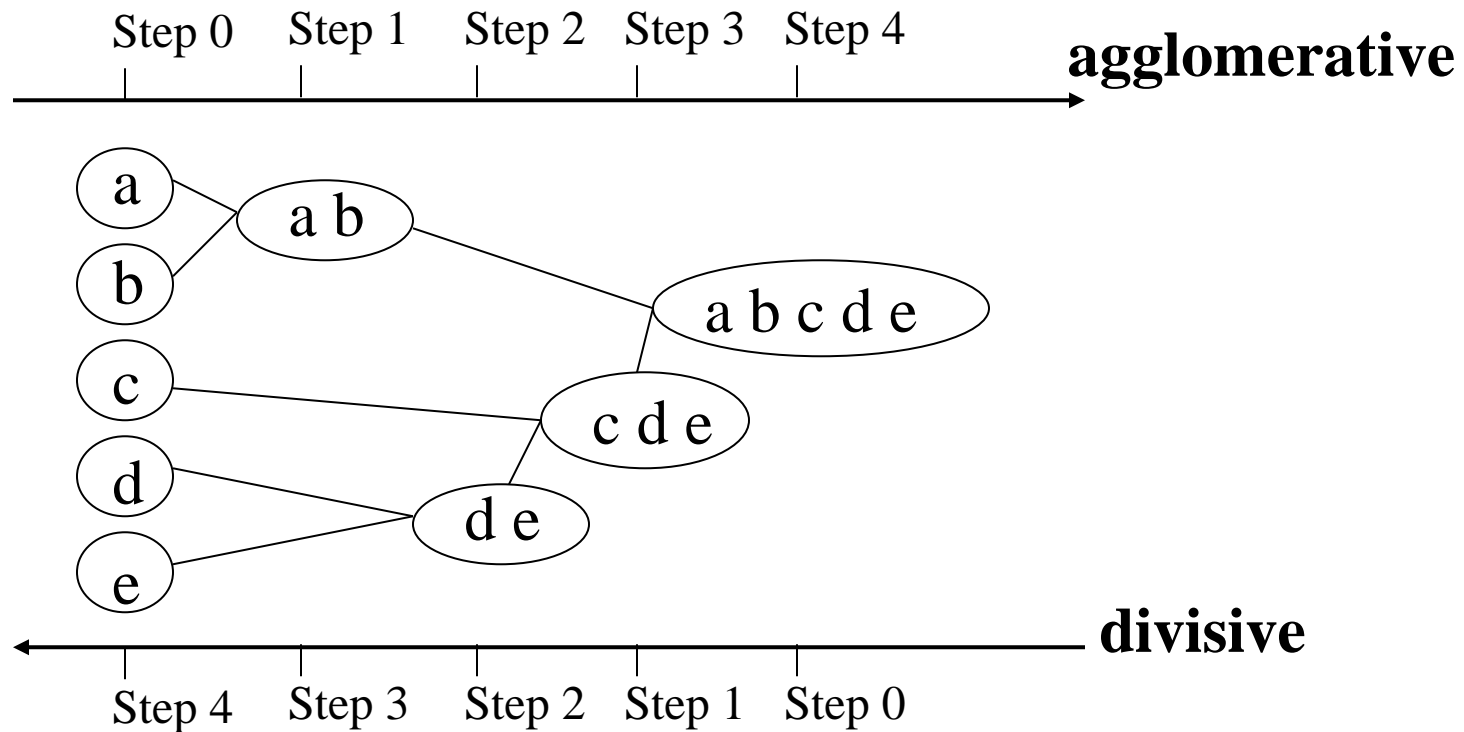 Step 0 Step 1 Step 2 Step 3 Step 4
agglomerative
a
a b
b
a b c d e
c
c d e
d
d e
e
divisive
Step 4 Step 3 Step 2 Step 1 Step 0